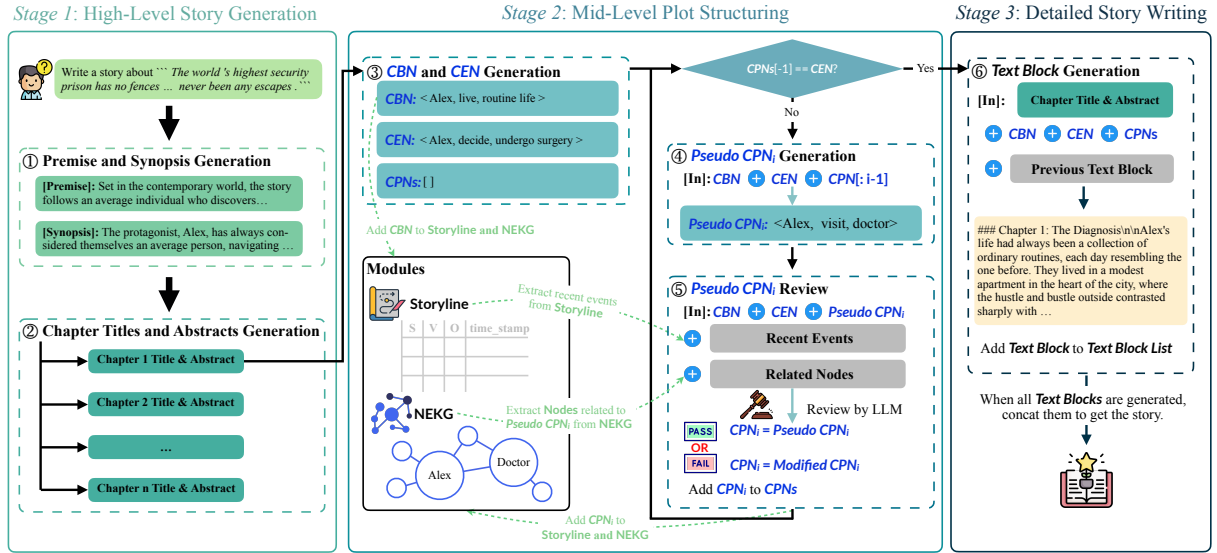 Stage 1: High-Level Story Generation
Write a story about ``` The world 's highest security
prison has no fences ... never been any escapes .```
① Premise and Synopsis Generation
[Premise]: Set in the contemporary world, the story
follows an average individual who discovers…
[Synopsis]: The protagonist, Alex, has always con-
sidered themselves an average person, navigating …
② Chapter Titles and Abstracts Generation
Chapter 1 Title & Abstract
Chapter 2 Title & Abstract
...
Chapter n Title & Abstract
Stage 2: Mid-Level Plot Structuring
③ CBN and CEN Generation
CBN: < Alex, live, routine life >
CEN: < Alex, decide, undergo surgery >
CPNs: [ ]
Add CBN to Storyline and NEKG
Modules
Storyline
S V O time_stamp
NEKG
Alex
Doctor
Extract recent events
from Storyline
Extract Nodes related to
Pseudo CPNi from NEKG
Add CPNi to
Storyline and NEKG
CPNs[-1] == CEN?
Yes
No
④ Pseudo CPNi Generation
[In]: CBN + CEN + CPN[: i-1]
Pseudo CPNi: <Alex, visit, doctor>
⑤ Pseudo CPNi Review
[In]: CBN + CEN + Pseudo CPNi
+ Recent Events
+ Related Nodes
Review by LLM
PASS CPNi = Pseudo CPNi
OR
FAIL CPNi = Modified CPNi
Add CPNi to CPNs
Stage 3: Detailed Story Writing
⑥ Text Block Generation
[In]: Chapter Title & Abstract
+ CBN + CEN + CPNs
+ Previous Text Block
### Chapter 1: The Diagnosis\n\nAlex's
life had always been a collection of
ordinary routines, each day resembling the
one before. They lived in a modest
apartment in the heart of the city, where
the hustle and bustle outside contrasted
sharply with …
Add Text Block to Text Block List
When all Text Blocks are generated,
concat them to get the story.